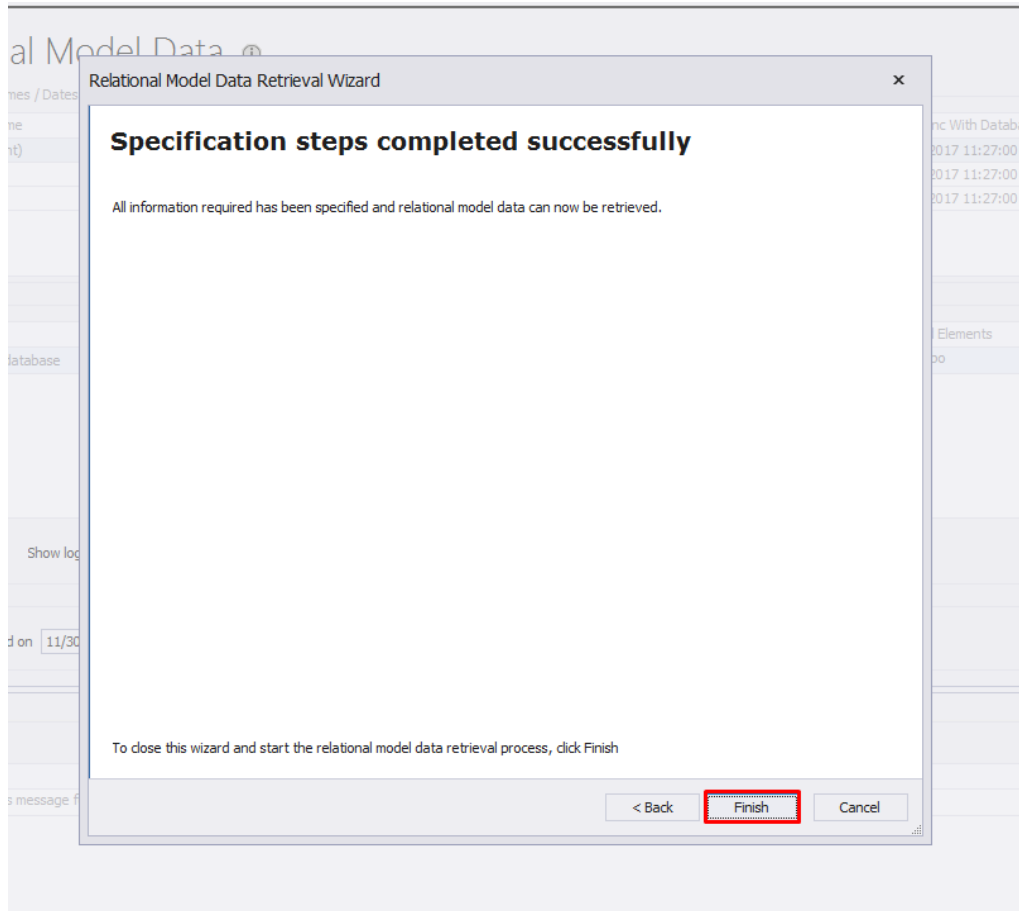 al Model Data
mes / Dates
me
nc With Datab
nt)
2017 11:27:00
2017 11:27:00
2017 11:27:00
Relational Model Data Retrieval Wizard
Specification steps completed successfully
All information required has been specified and relational model data can now be retrieved.
l Elements
database
oo
Show log
d on 11/30
To close this wizard and start the relational model data retrieval process, click Finish
s message f
< Back Finish Cancel